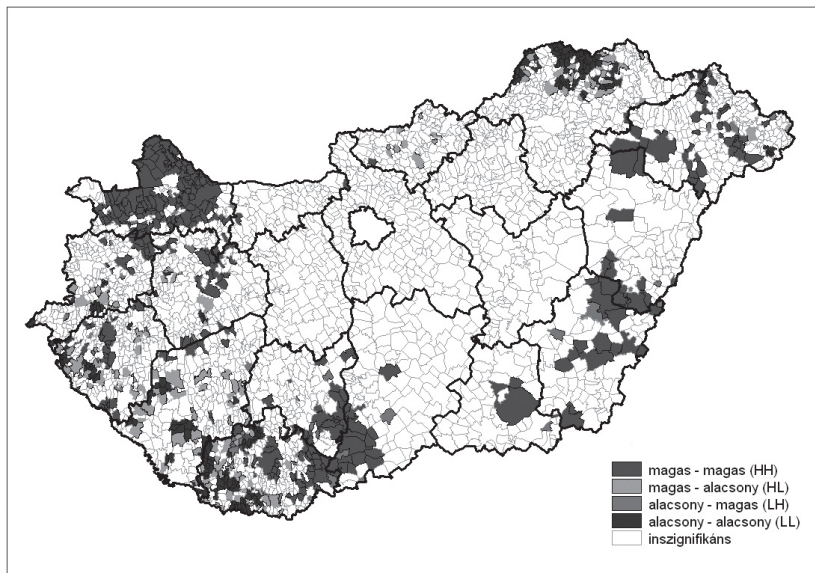 magas - magas (HH)
magas - alacsony (HL)
alacsony - magas (LH)
alacsony - alacsony (LL)
inszignifikáns